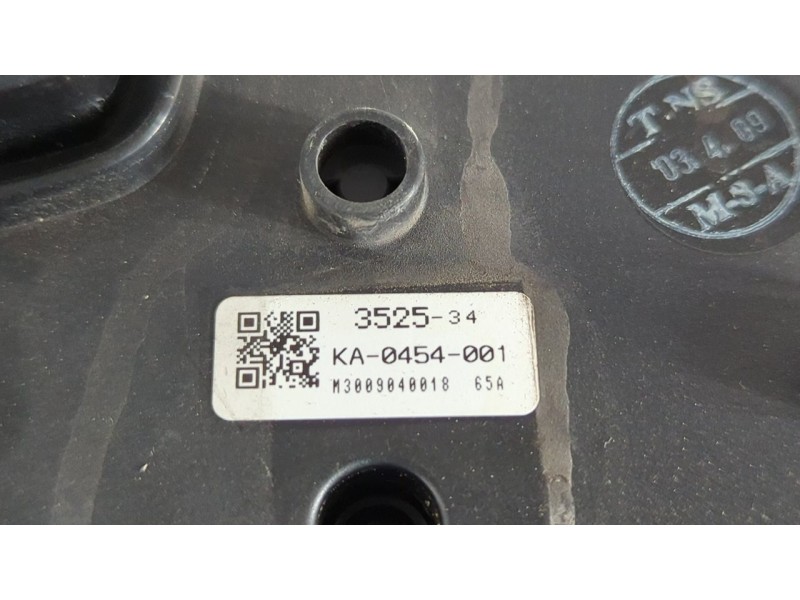 T.NS
03.4.09
M-S-A
3525-34
KA-0454-001
M3009040018 65A